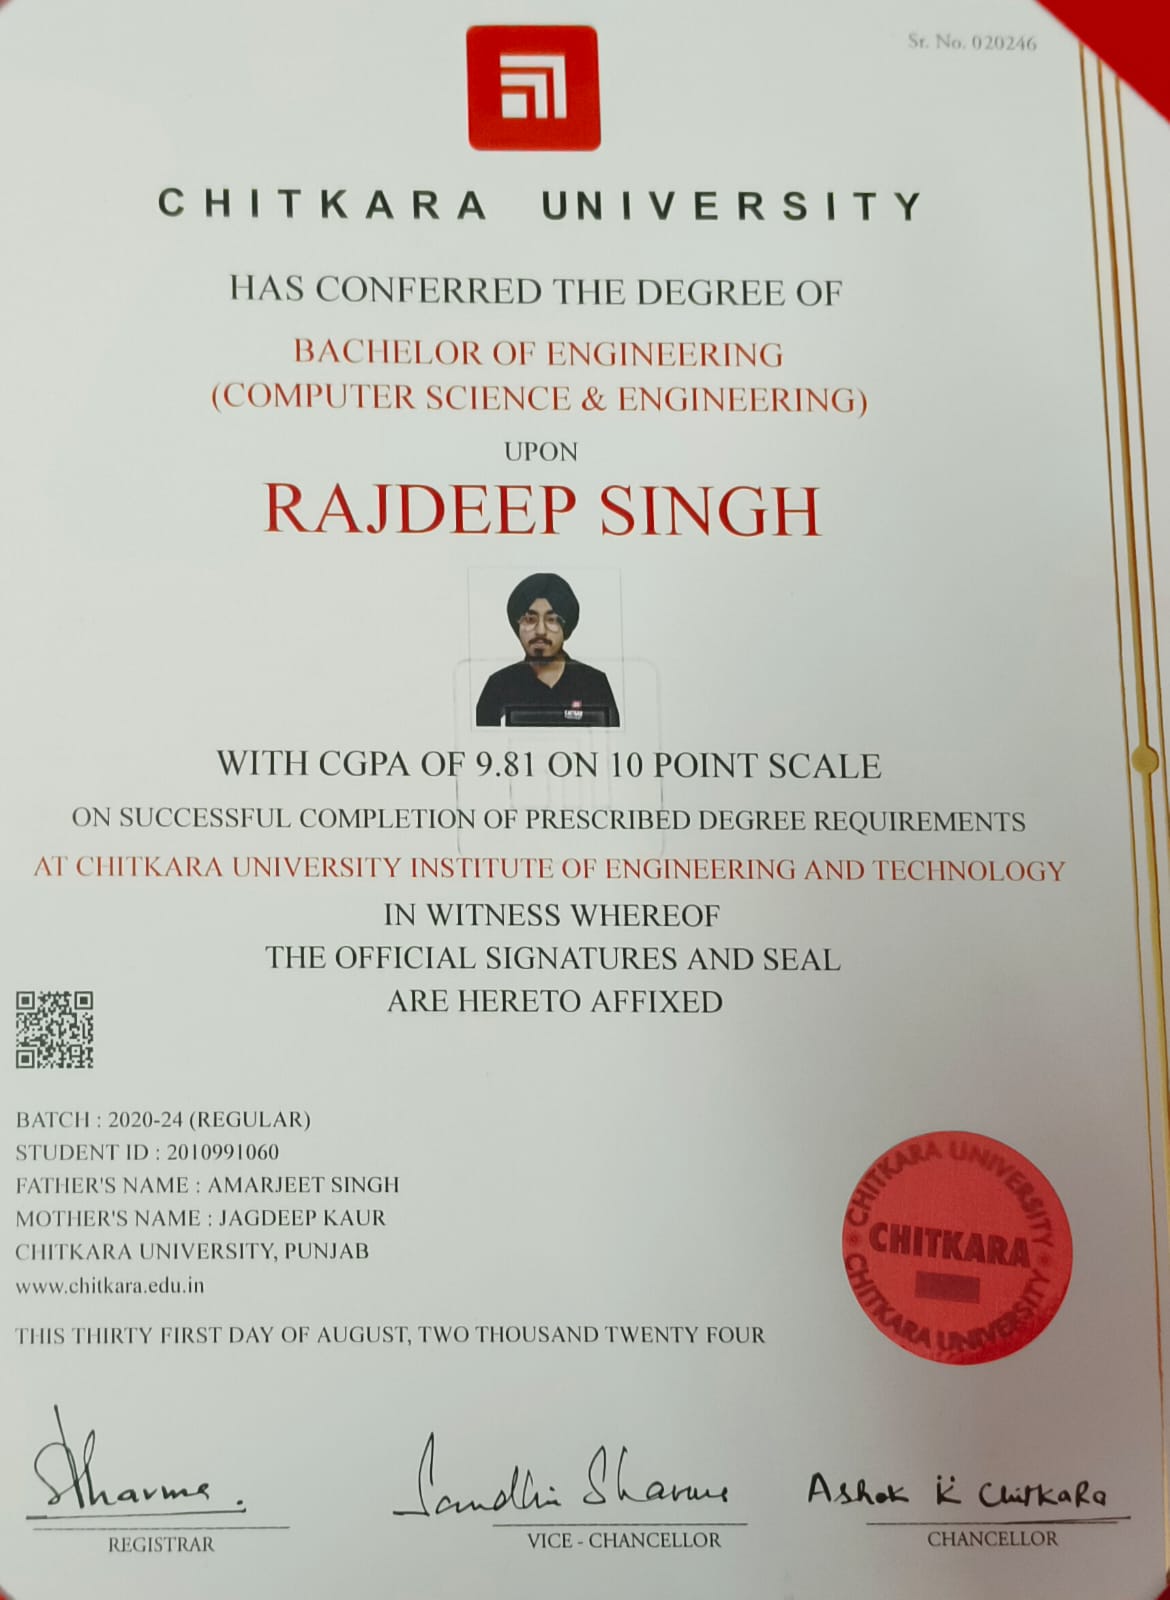 Sr. No. 020246
CHITKARA UNIVERSITY
HAS CONFERRED THE DEGREE OF
BACHELOR OF ENGINEERING
(COMPUTER SCIENCE & ENGINEERING)
UPON
RAJDEEP SINGH
WITH CGPA OF 9.81 ON 10 POINT SCALE
ON SUCCESSFUL COMPLETION OF PRESCRIBED DEGREE REQUIREMENTS
AT CHITKARA UNIVERSITY INSTITUTE OF ENGINEERING AND TECHNOLOGY
IN WITNESS WHEREOF
THE OFFICIAL SIGNATURES AND SEAL
ARE HERETO AFFIXED
BATCH : 2020-24 (REGULAR)
STUDENT ID : 2010991060
FATHER'S NAME : AMARJEET SINGH
MOTHER'S NAME : JAGDEEP KAUR
CHITKARA UNIVERSITY, PUNJAB
www.chitkara.edu.in
CHITKARA UNIVERSITY
CHITKARA
CHITKARA UNIVERSITY
THIS THIRTY FIRST DAY OF AUGUST, TWO THOUSAND TWENTY FOUR
Sharma Ashok K Chitkara
REGISTRAR VICE - CHANCELLOR CHANCELLOR